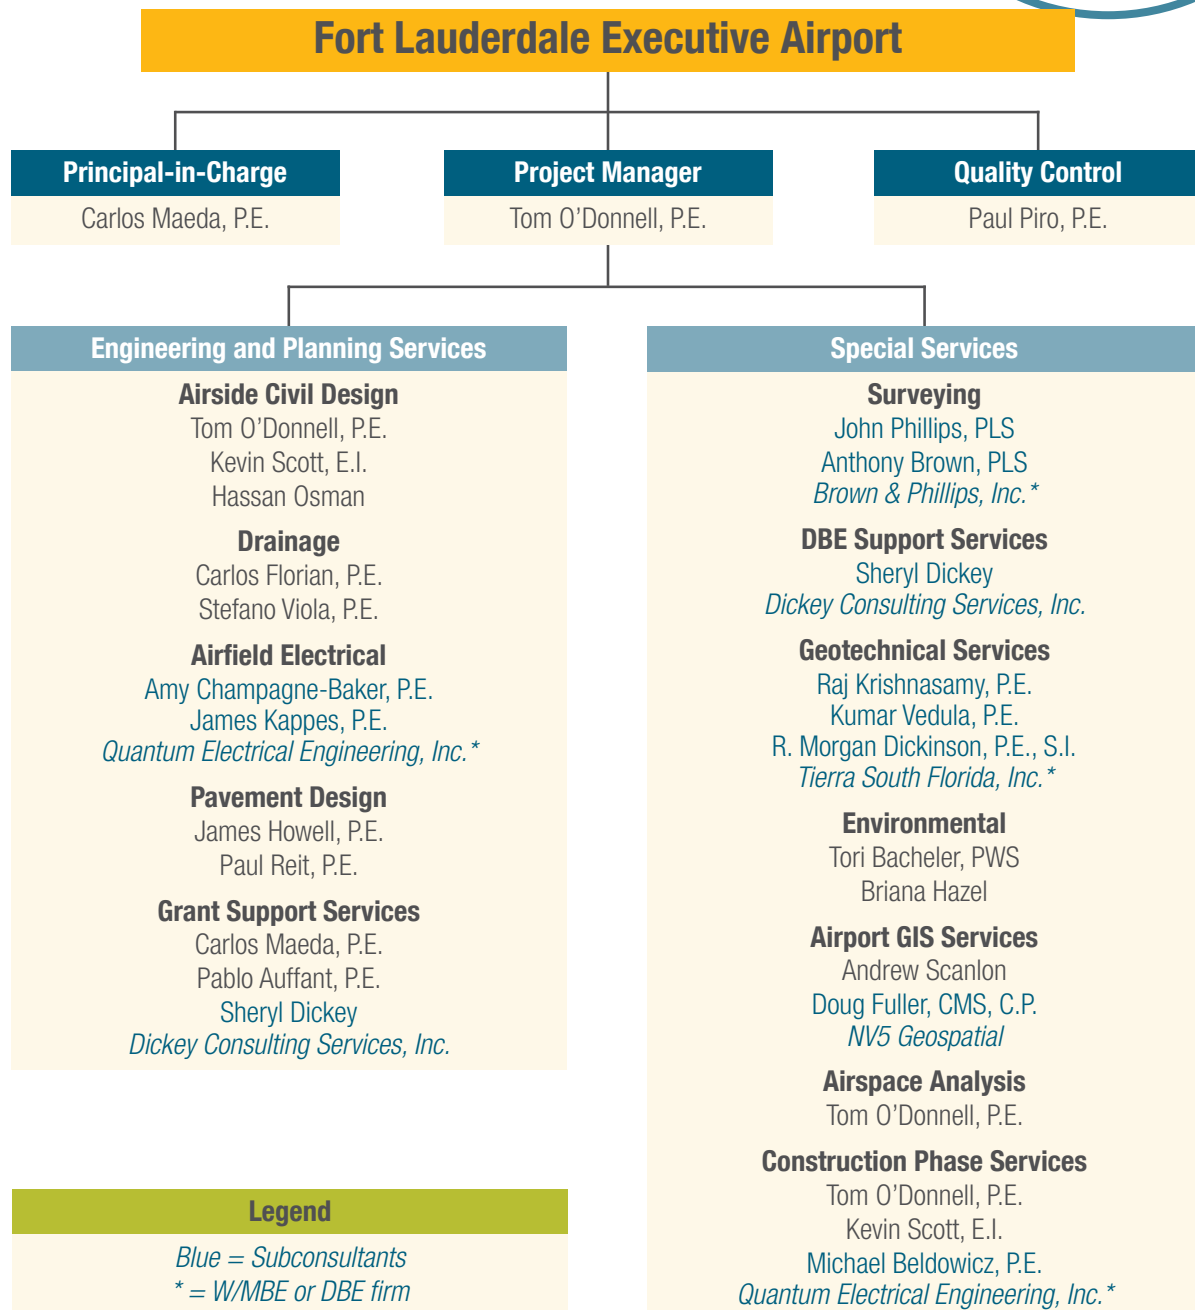 Fort Lauderdale Executive Airport
Principal-in-Charge
Carlos Maeda, P.E.
Project Manager
Tom O'Donnell, P.E.
Quality Control
Paul Piro, P.E.
Engineering and Planning Services
Airside Civil Design
Tom O'Donnell, P.E.
Kevin Scott, E.I.
Hassan Osman
Drainage
Carlos Florian, P.E.
Stefano Viola, P.E.
Airfield Electrical
Amy Champagne-Baker, P.E.
James Kappes, P.E.
Quantum Electrical Engineering, Inc.*
Pavement Design
James Howell, P.E.
Paul Reit, P.E.
Grant Support Services
Carlos Maeda, P.E.
Pablo Auffant, P.E.
Sheryl Dickey
Dickey Consulting Services, Inc.
Special Services
Surveying
John Phillips, PLS
Anthony Brown, PLS
Brown & Phillips, Inc.*
DBE Support Services
Sheryl Dickey
Dickey Consulting Services, Inc.
Geotechnical Services
Raj Krishnasamy, P.E.
Kumar Vedula, P.E.
R. Morgan Dickinson, P.E., S.I.
Tierra South Florida, Inc.*
Environmental
Tori Bacheler, PWS
Briana Hazel
Airport GIS Services
Andrew Scanlon
Doug Fuller, CMS, C.P.
NV5 Geospatial
Airspace Analysis
Tom O'Donnell, P.E.
Construction Phase Services
Tom O'Donnell, P.E.
Kevin Scott, E.I.
Michael Beldowicz, P.E.
Quantum Electrical Engineering, Inc.*
Legend
Blue = Subconsultants
* = W/MBE or DBE firm